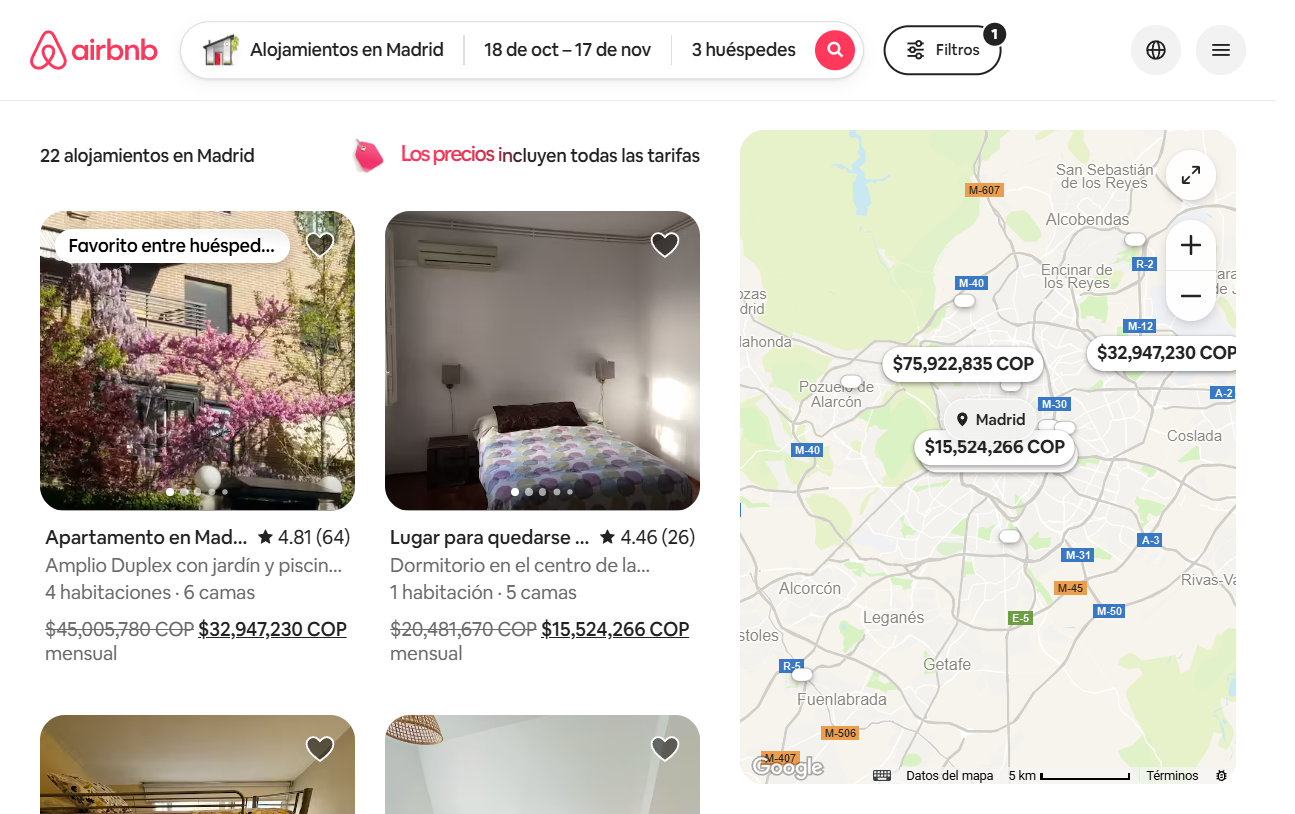 airbnb
Alojamientos en Madrid
18 de oct – 17 de nov
3 huéspedes
Filtros
1
22 alojamientos en Madrid
Los precios incluyen todas las tarifas
Favorito entre huésped...
Apartamento en Mad... 4.81 (64)
Amplio Duplex con jardín y piscin...
4 habitaciones · 6 camas
$45,005,780 COP $32,947,230 COP
mensual
Lugar para quedarse ... 4.46 (26)
Dormitorio en el centro de la...
1 habitación · 5 camas
$20,481,670 COP $15,524,266 COP
mensual
San Sebastián
de los Reyes
M-607
Alcobendas
R-2
Encinar de
los Reyes
M-40
M-12
$75,922,835 COP
$32,947,230 COP
Pozuelo de
Alarcón
A-2
M-30
Madrid
Coslada
$15,524,266 COP
M-40
A-3
M-31
Alcorcón
M-45
M-50
Leganés
E-5
Getafe
R-5
Fuenlabrada
M-506
M-407
Google
Datos del mapa
5 km
Términos